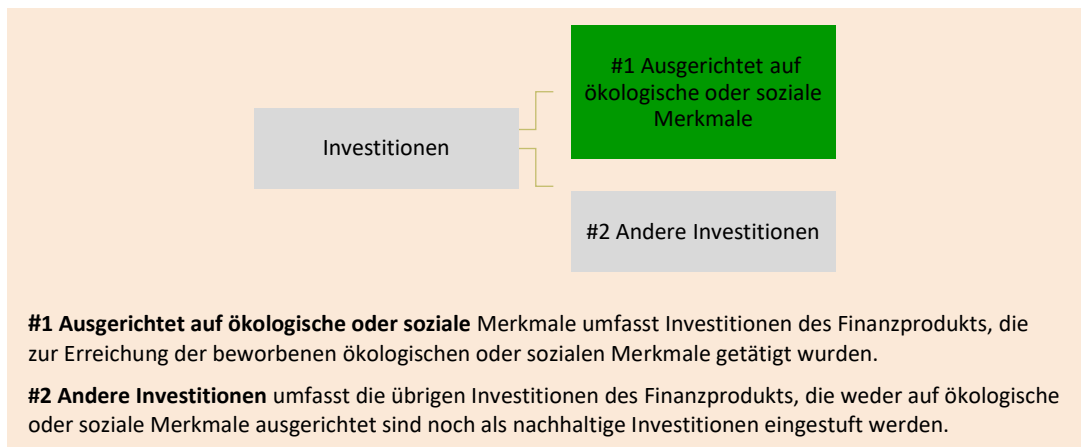 #1 Ausgerichtet auf
ökologische oder soziale
Merkmale
Investitionen
#2 Andere Investitionen
#1 Ausgerichtet auf ökologische oder soziale Merkmale umfasst Investitionen des Finanzprodukts, die
zur Erreichung der beworbenen ökologischen oder sozialen Merkmale getätigt wurden.
#2 Andere Investitionen umfasst die übrigen Investitionen des Finanzprodukts, die weder auf ökologische
oder soziale Merkmale ausgerichtet sind noch als nachhaltige Investitionen eingestuft werden.